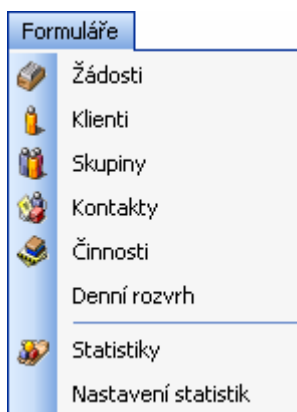 Formuláře
Žádosti
Klienti
Skupiny
Kontakty
Činnosti
Denní rozvrh
Statistiky
Nastavení statistik